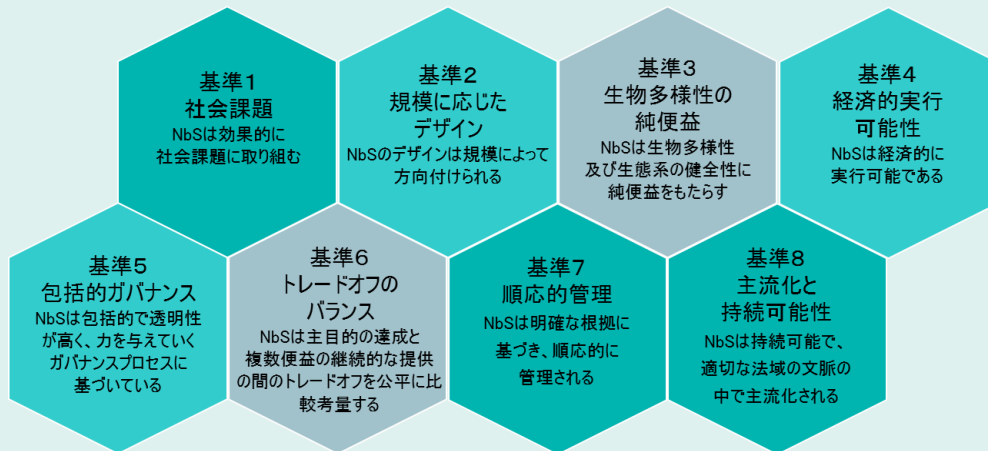 基準1
社会課題
NbSは効果的に
社会課題に取り組む
基準2
規模に応じた
デザイン
NbSのデザインは規模によって
方向付けられる
基準3
生物多様性の
純便益
NbSは生物多様性
及び生態系の健全性に
純便益をもたらす
基準4
経済的実行
可能性
NbSは経済的に
実行可能である
基準5
包括的ガバナンス
NbSは包括的で透明性
が高く、力を与えていく
ガバナンスプロセスに
基づいている
基準6
トレードオフの
バランス
NbSは主目的の達成と
複数便益の継続的な提供
の間のトレードオフを公平に比
較考量する
基準7
順応的管理
NbSは明確な根拠に
基づき、順応的に
管理される
基準8
主流化と
持続可能性
NbSは持続可能で、
適切な法域の文脈の
中で主流化される